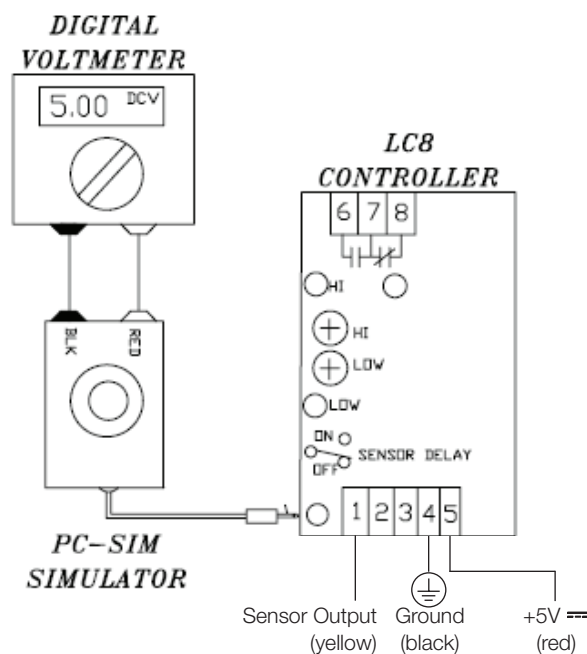 DIGITAL
VOLTMETER
5.00 DCV
LC8
CONTROLLER
6 7 8
HI
BLK RED
HI
LOW
LOW
ON
SENSOR DELAY
OFF
1 2 3 4 5
PC-SIM
SIMULATOR
Sensor Output
(yellow)
Ground
(black)
+5V
(red)